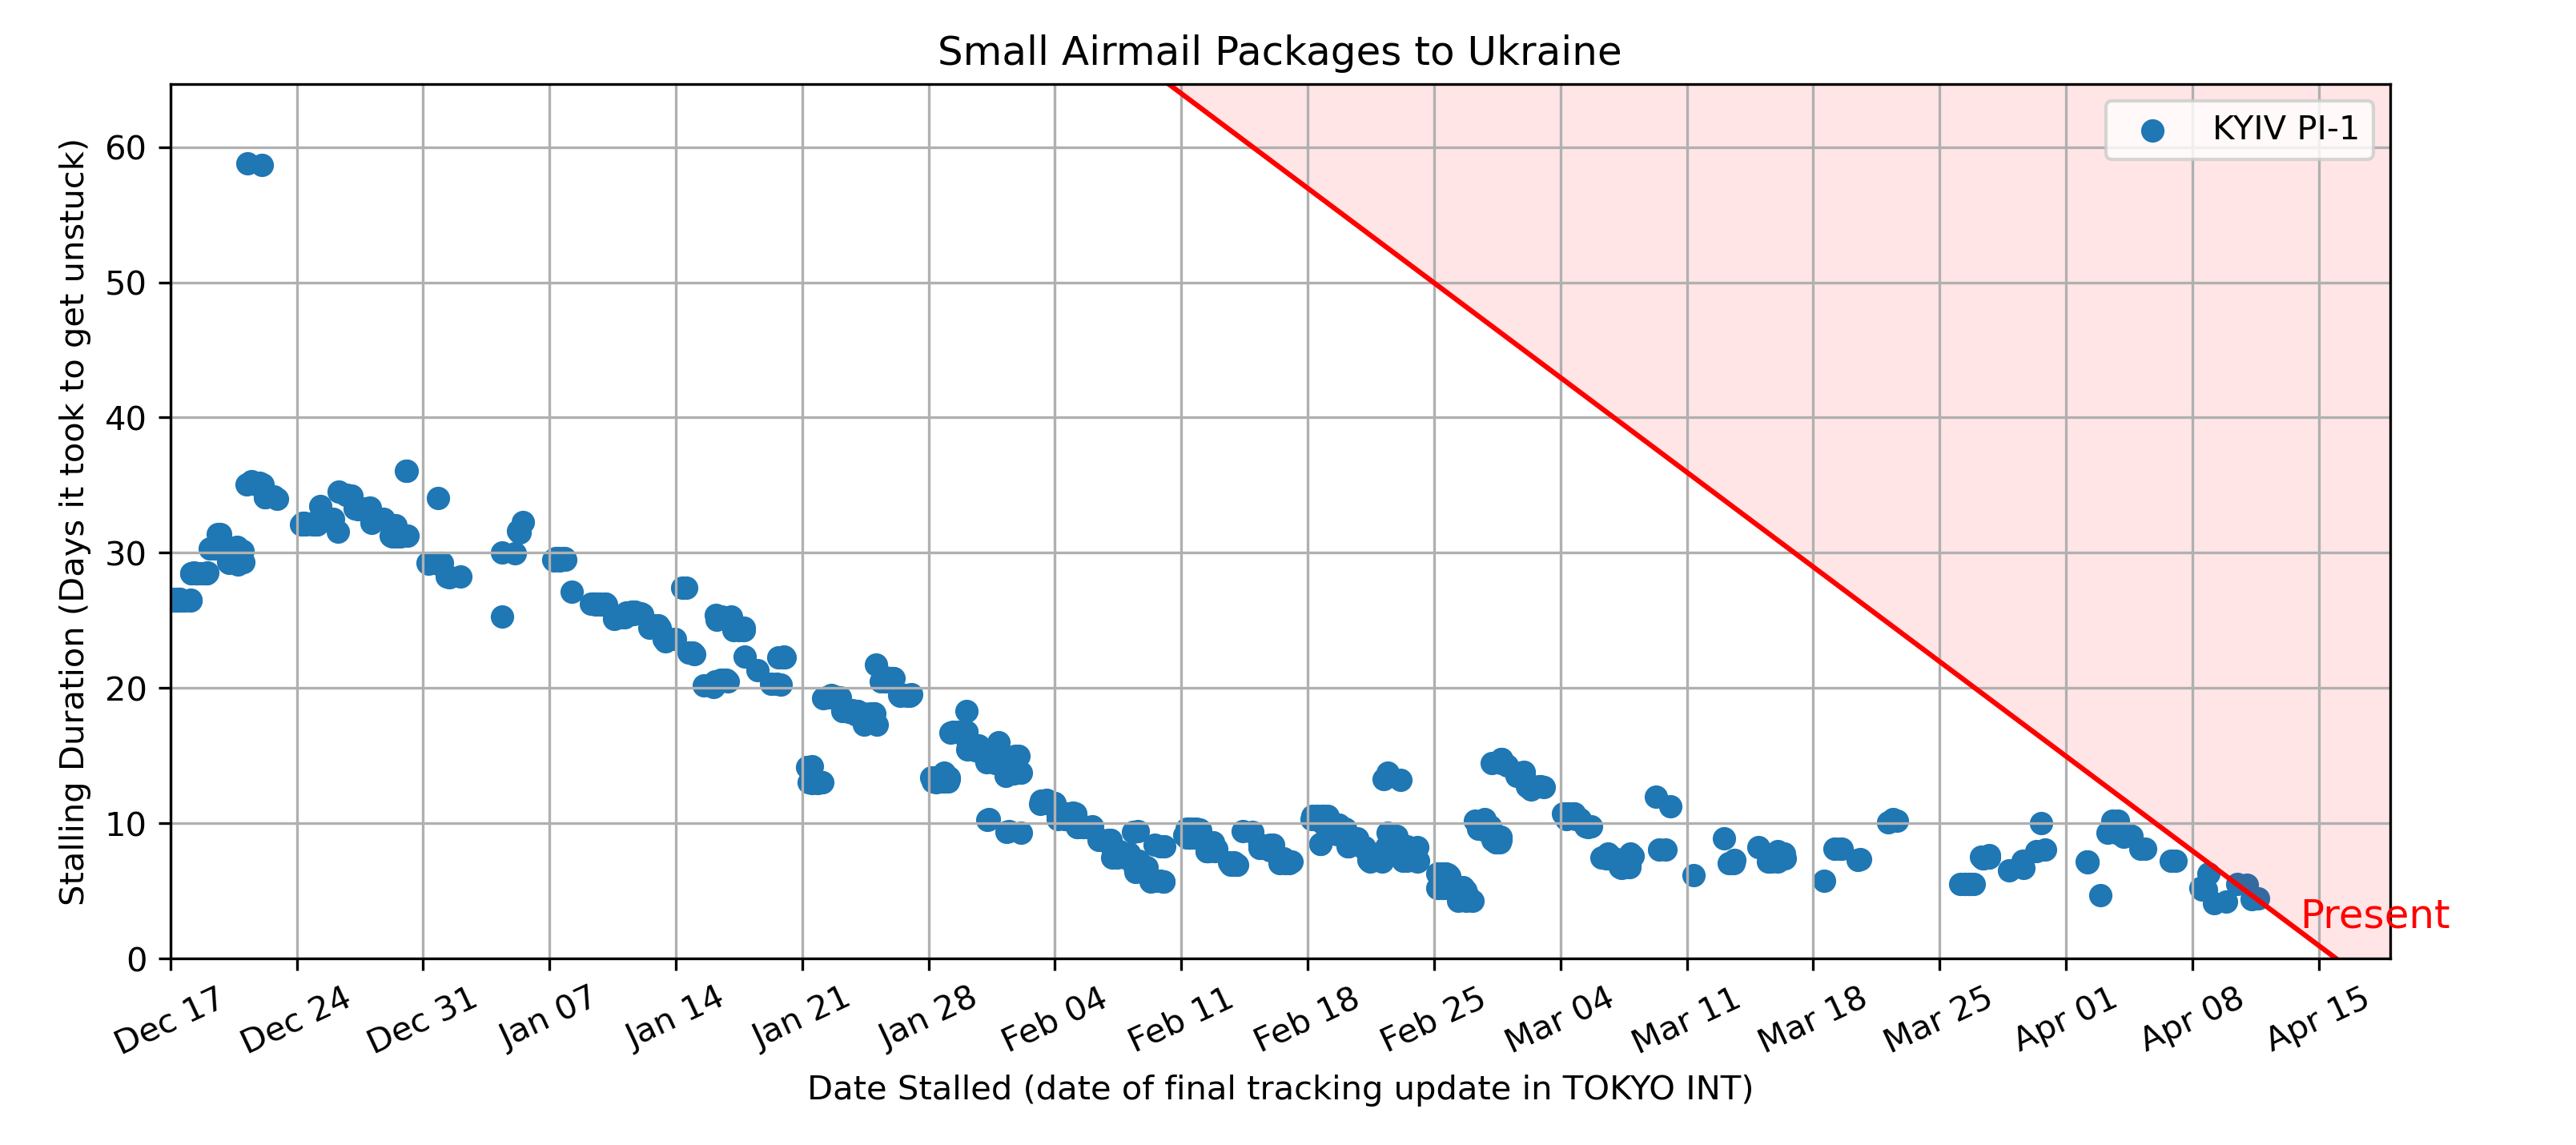 Small Airmail Packages to Ukraine
KYIV PI-1
Stalling Duration (Days it took to get unstuck)
60
50
40
30
20
10
0
Present
Dec 17
Dec 24
Dec 31
Jan 07
Jan 14
Jan 21
Jan 28
Feb 04
Feb 11
Feb 18
Feb 25
Mar 04
Mar 11
Mar 18
Mar 25
Apr 01
Apr 08
Apr 15
Date Stalled (date of final tracking update in TOKYO INT)